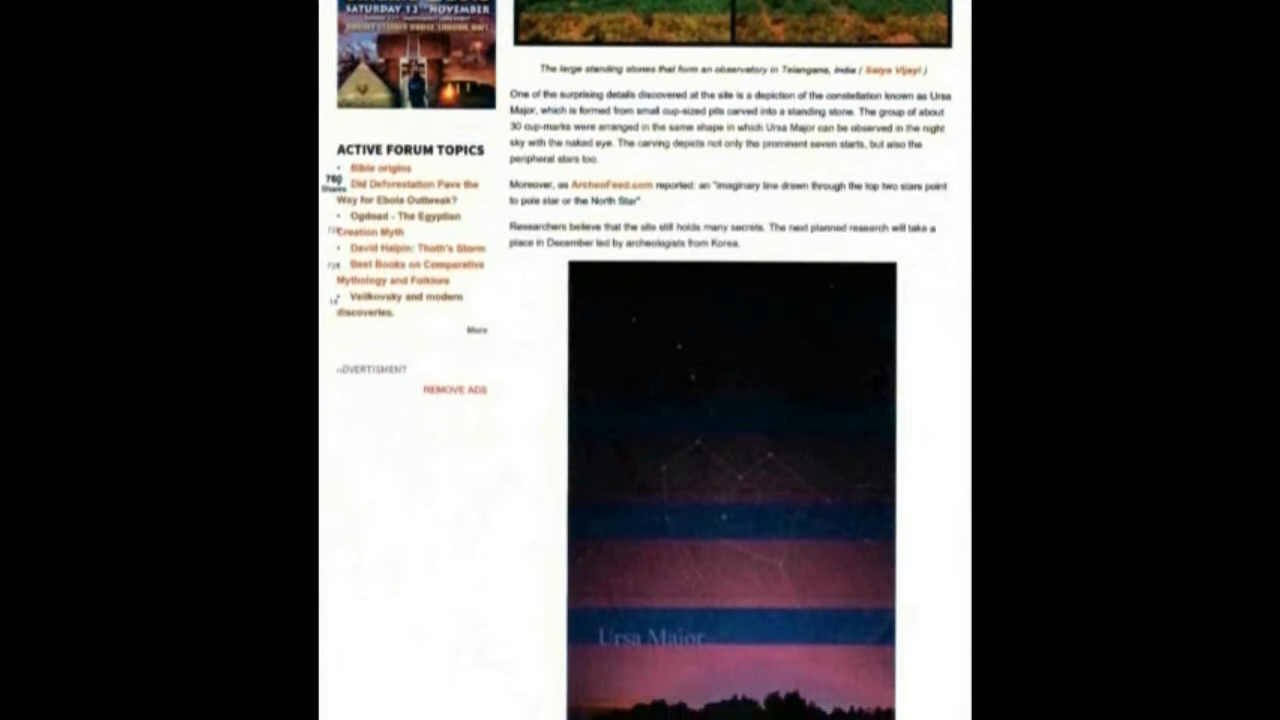 SATURDAY 12TH NOVEMBER
ACTIVE FORUM TOPICS
• Bible origins
760
Shares
• Did Deforestation Pave the
Way for Ebola Outbreak?
• Ogdoad - The Egyptian
Creation Myth
• David Halpin: Thoth's Storm
• Best Books on Comparative
Mythology and Folklore
• Velikovsky and modern
discoveries.
More
DVERTISMENT
REMOVE ADS
The large standing stones that form an observatory in Telangana, India ( Satya Vijayi )
One of the surprising details discovered at the site is a depiction of the constellation known as Ursa
Major, which is formed from small cup-sized pits carved into a standing stone. The group of about
30 cup-marks were arranged in the same shape in which Ursa Major can be observed in the night
sky with the naked eye. The carving depicts not only the prominent seven starts, but also the
peripheral stars too.
Moreover, as ArcheoFeed.com reported: an "imaginary line drawn through the top two stars point
to pole star or the North Star".
Researchers believe that the site still holds many secrets. The next planned research will take a
place in December led by archeologists from Korea.
Ursa Major